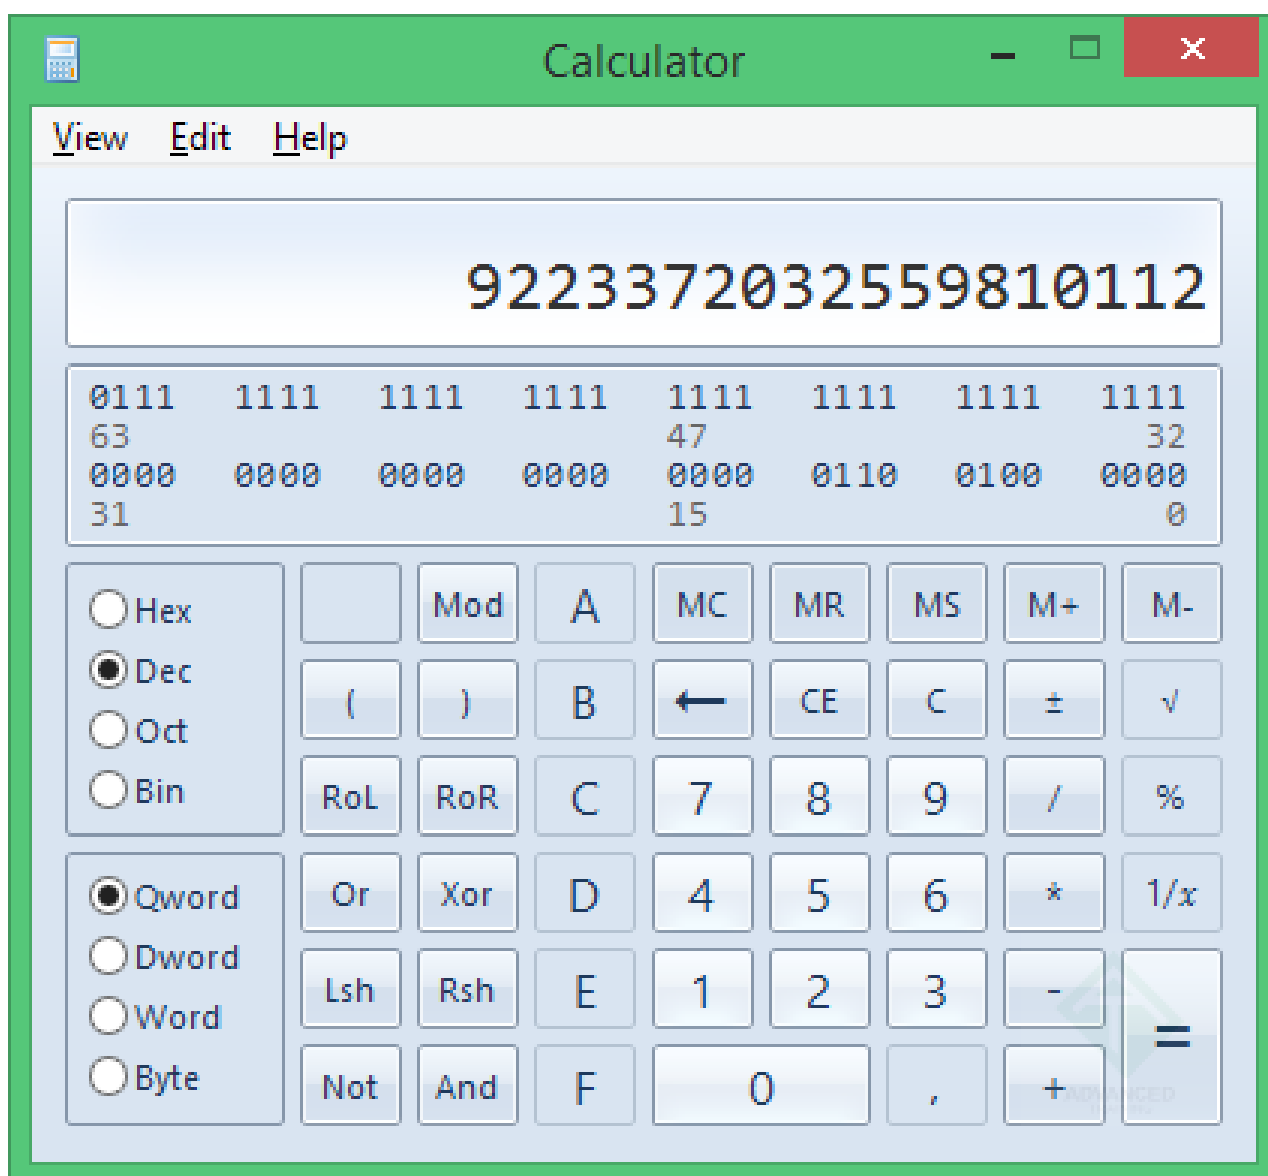 Calculator
View Edit Help
9223372032559810112
0111 1111 1111 1111 1111 1111 1111 1111
63 47 32
0000 0000 0000 0000 0000 0110 0100 0000
31 15 0
Hex Mod A MC MR MS M+ M-
Dec ( ) B ← CE C ± √
Oct
Bin RoL RoR C 7 8 9 / %
Qword Or Xor D 4 5 6 * 1/x
Dword Lsh Rsh E 1 2 3 - =
Word
Byte Not And F 0 , +
ADVANCED